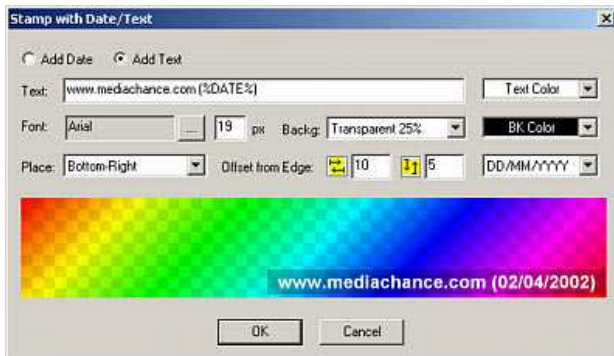 Stamp with Date/Text
Add Date Add Text
Text: www.mediachance.com (%DATE%) Text Color
Font: Arial ... 19 px Backg: Transparent 25% BK Color
Place: Bottom-Right Offset from Edge: 10 5 DD/MM/YYYY
www.mediachance.com (02/04/2002)
OK Cancel